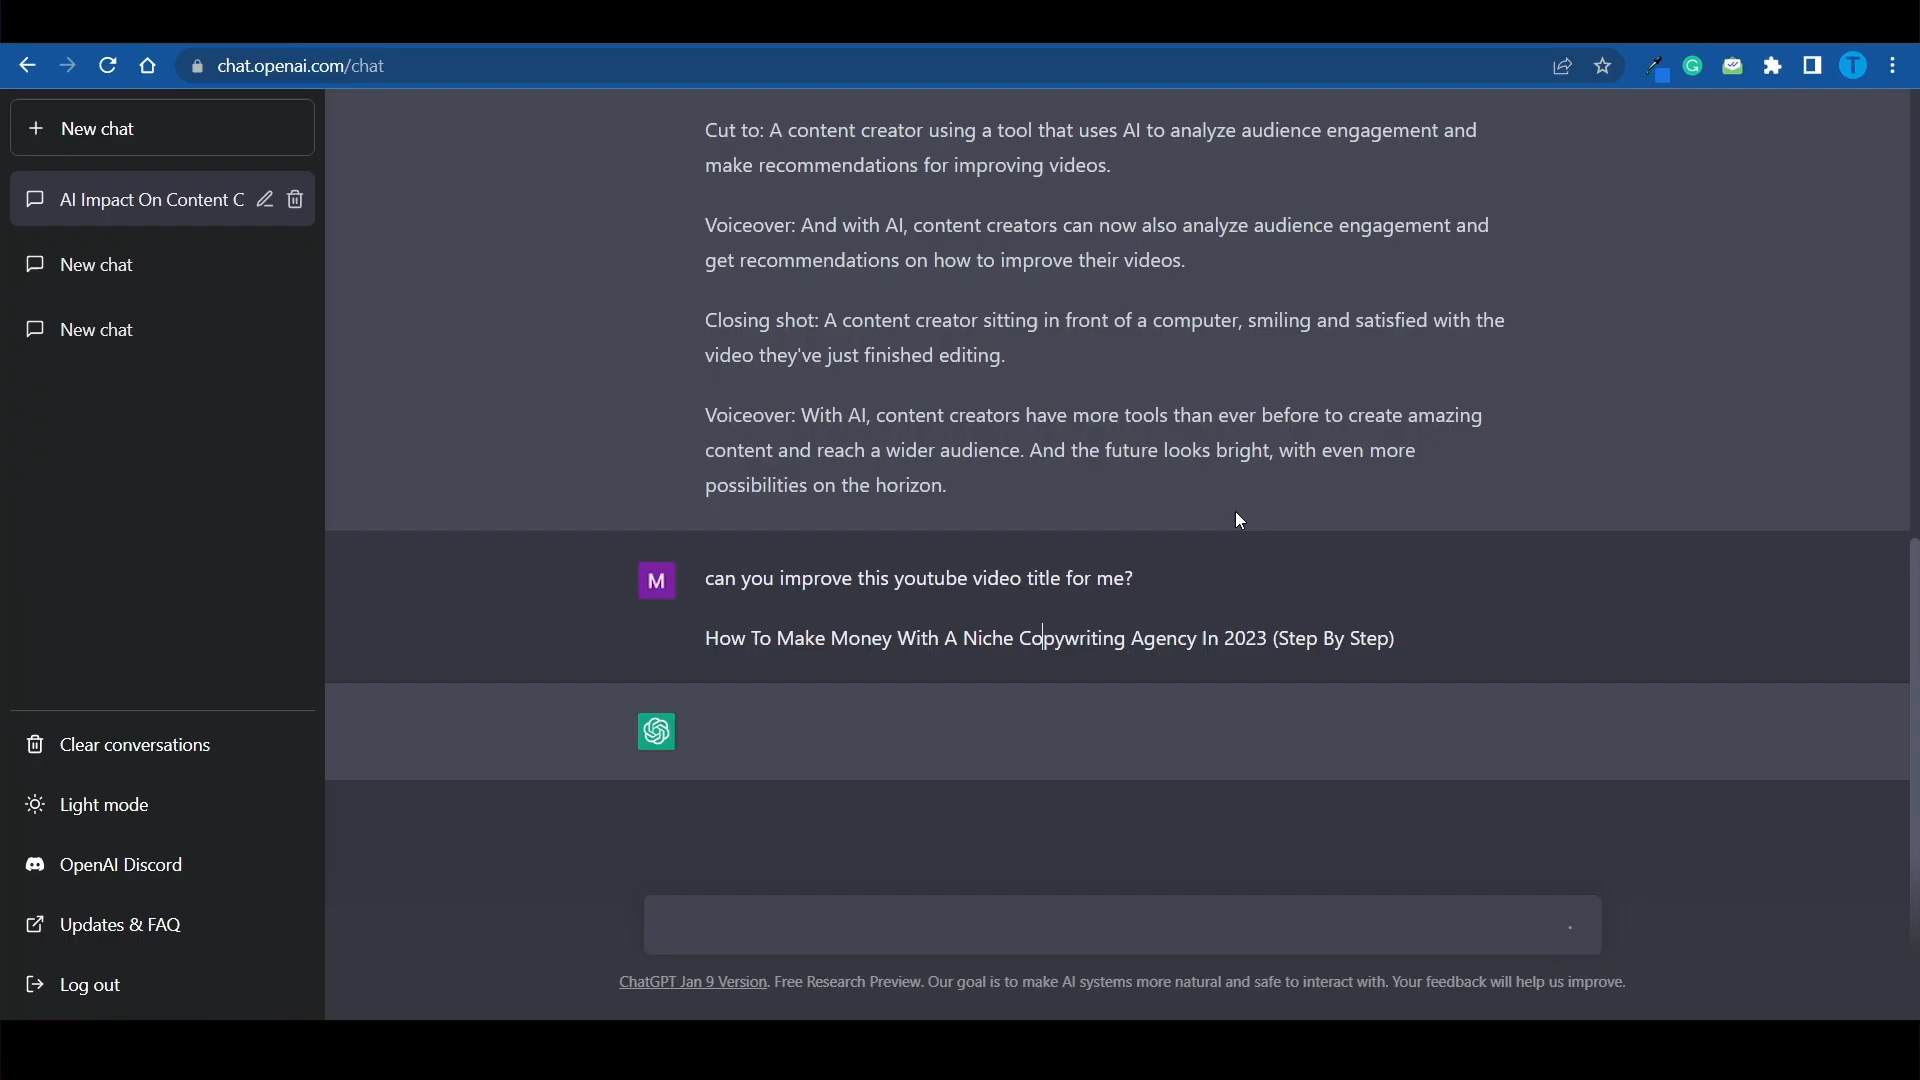 chat.openai.com/chat
T
New chat
AI Impact On Content C
New chat
New chat
Clear conversations
Light mode
OpenAI Discord
Updates & FAQ
Log out
Cut to: A content creator using a tool that uses AI to analyze audience engagement and
make recommendations for improving videos.
Voiceover: And with AI, content creators can now also analyze audience engagement and
get recommendations on how to improve their videos.
Closing shot: A content creator sitting in front of a computer, smiling and satisfied with the
video they've just finished editing.
Voiceover: With AI, content creators have more tools than ever before to create amazing
content and reach a wider audience. And the future looks bright, with even more
possibilities on the horizon.
M
can you improve this youtube video title for me?
How To Make Money With A Niche Copywriting Agency In 2023 (Step By Step)
ChatGPT Jan 9 Version. Free Research Preview. Our goal is to make AI systems more natural and safe to interact with. Your feedback will help us improve.